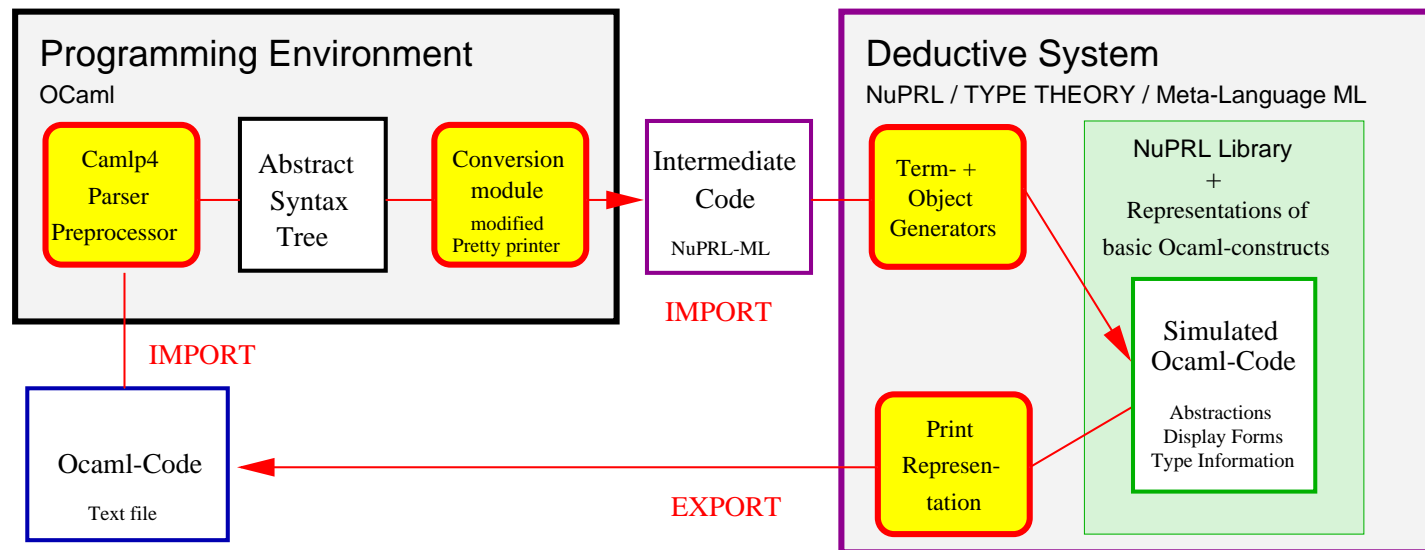 Programming Environment
OCaml
Camlp4
Parser
Preprocessor
Abstract
Syntax
Tree
Conversion
module
modified
Pretty printer
Intermediate
Code
NuPRL-ML
IMPORT
IMPORT
Ocaml-Code
Text file
EXPORT
Deductive System
NuPRL / TYPE THEORY / Meta-Language ML
Term- +
Object
Generators
NuPRL Library
+
Representations of
basic Ocaml-constructs
Simulated
Ocaml-Code
Abstractions
Display Forms
Type Information
Print
Represen-
tation